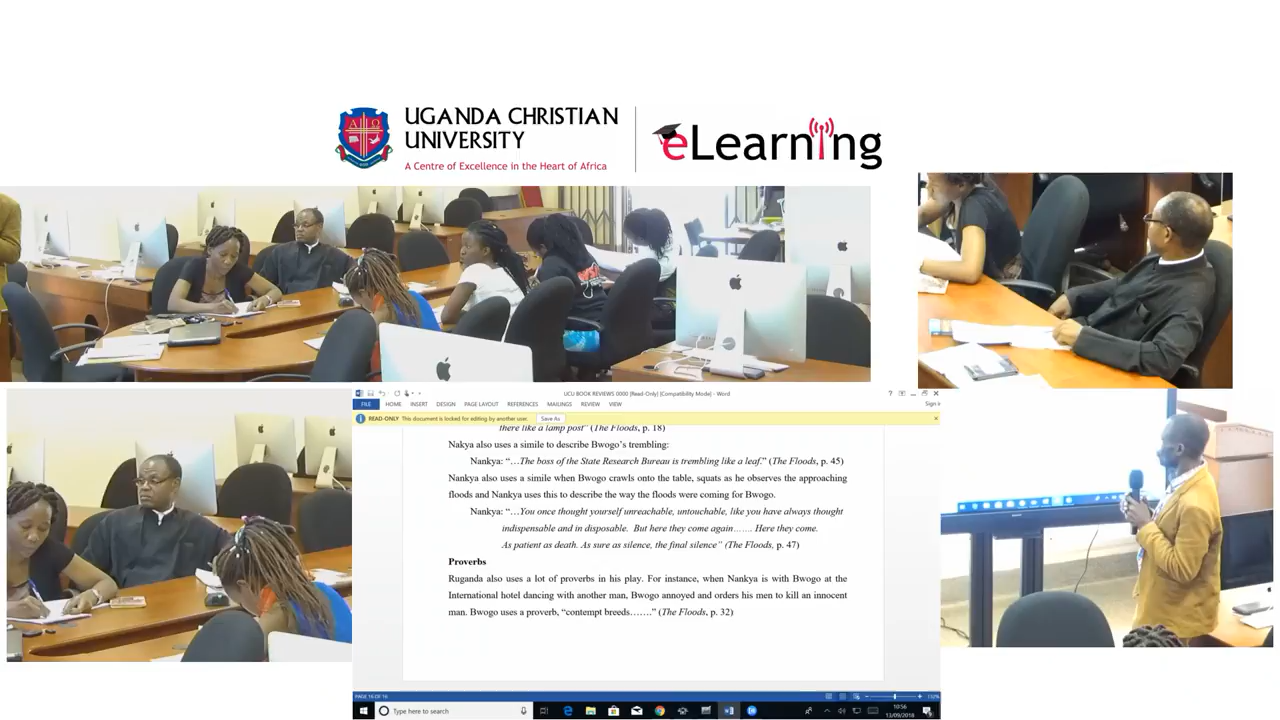 UGANDA CHRISTIAN
UNIVERSITY
A Centre of Excellence in the Heart of Africa
eLearning
UCU BOOK REVIEWS 0000 [Read-Only] [Compatibility Mode] - Word
FILE HOME INSERT DESIGN PAGE LAYOUT REFERENCES MAILINGS REVIEW VIEW Sign in
READ-ONLY This document is locked for editing by another user. Save As
there like a lamp post” (The Floods, p. 18)
Nakya also uses a simile to describe Bwogo’s trembling:
Nankya: “…The boss of the State Research Bureau is trembling like a leaf.” (The Floods, p. 45)
Nankya also uses a simile when Bwogo crawls onto the table, squats as he observes the approaching
floods and Nankya uses this to describe the way the floods were coming for Bwogo.
Nankya: “…You once thought yourself unreachable, untouchable, like you have always thought
indispensable and in disposable. But here they come again…… Here they come.
As patient as death. As sure as silence, the final silence” (The Floods, p. 47)
Proverbs
Ruganda also uses a lot of proverbs in his play. For instance, when Nankya is with Bwogo at the
International hotel dancing with another man, Bwogo annoyed and orders his men to kill an innocent
man. Bwogo uses a proverb, “contempt breeds…….” (The Floods, p. 32)
PAGE 16 OF 16
Type here to search
10:56
13/09/2018